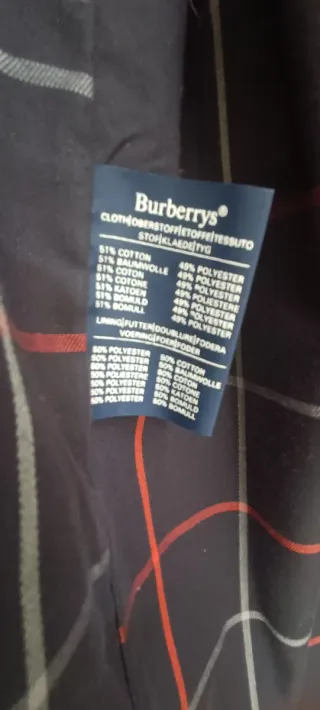 Burberrys®
CLOTH|OBERSTOFF|ETOFFE|TESSUTO
STOF|KLAEDE|TYG
51% COTTON 49% POLYESTER
51% BAUMWOLLE 49% POLYESTER
51% COTON 49% POLYESTER
51% COTONE 49% POLIESTERE
51% KATOEN 49% POLYESTER
51% BOMULD 49% POLYESTER
51% BOMULL 49% POLYESTER
LINING|FUTTER|DOUBLURE|FODERA
VOERING|FOER|FODER
50% POLYESTER 50% COTTON
50% POLYESTER 50% BAUMWOLLE
50% POLYESTER 50% COTON
50% POLIESTERE 50% COTONE
50% POLYESTER 50% KATOEN
50% POLYESTER 50% BOMULD
50% POLYESTER 50% BOMULL